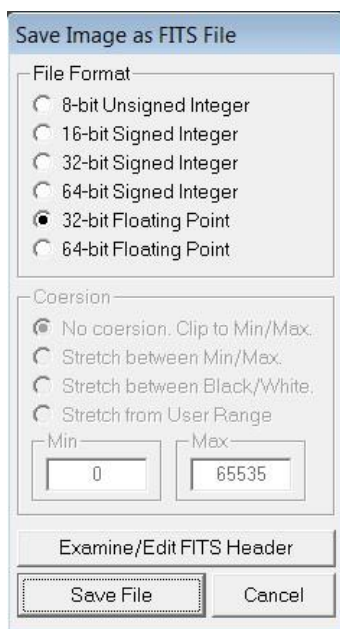 Save Image as FITS File
File Format
8-bit Unsigned Integer
16-bit Signed Integer
32-bit Signed Integer
64-bit Signed Integer
32-bit Floating Point
64-bit Floating Point
Coersion
No coersion. Clip to Min/Max.
Stretch between Min/Max.
Stretch between Black/White.
Stretch from User Range
Min Max
0 65535
Examine/Edit FITS Header
Save File Cancel